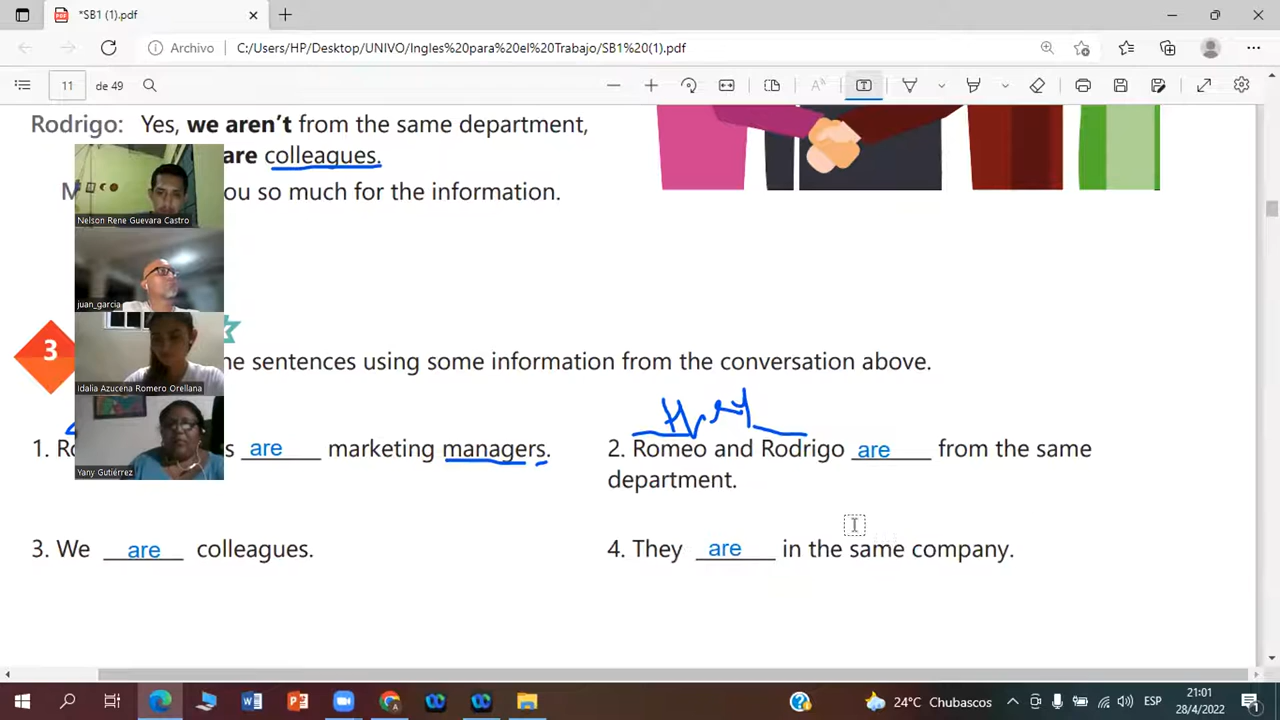 *SB1 (1).pdf
Archivo C:/Users/HP/Desktop/UNIVO/Ingles%20para%20el%20Trabajo/SB1%20(1).pdf
11 de 49
Rodrigo: Yes, we aren't from the same department,
are colleagues.
M ou so much for the information.
Nelson Rene Guevara Castro
juan_garcia
Idalia Azucena Romero Orellana
Yany Gutiérrez
3
he sentences using some information from the conversation above.
They
1. Ro s are marketing managers.
2. Romeo and Rodrigo are from the same
department.
3. We are colleagues.
4. They are in the same company.
24°C Chubascos
ESP
21:01
28/4/2022